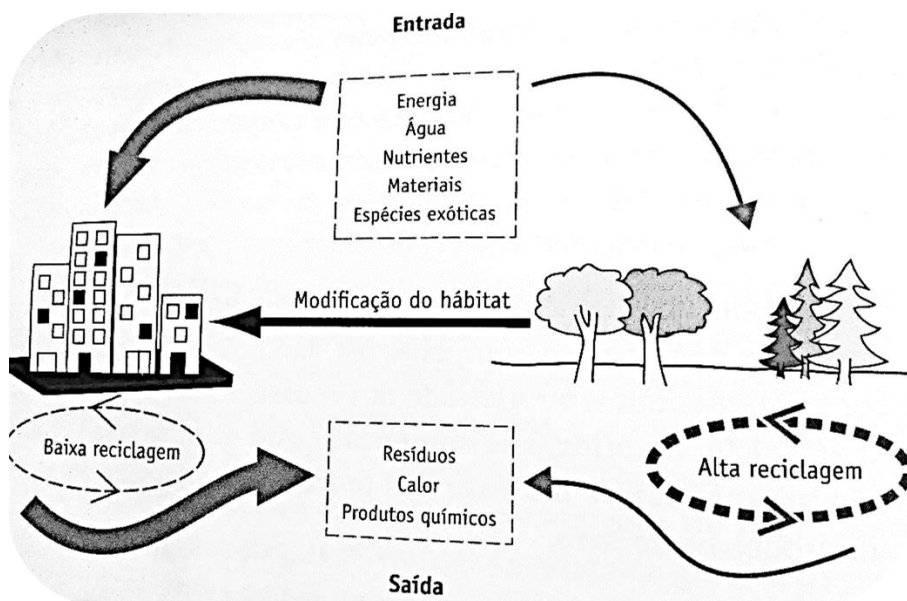 Entrada
Energia
Água
Nutrientes
Materiais
Espécies exóticas
Modificação do hábitat
Baixa reciclagem
Resíduos
Calor
Produtos químicos
Alta reciclagem
Saída